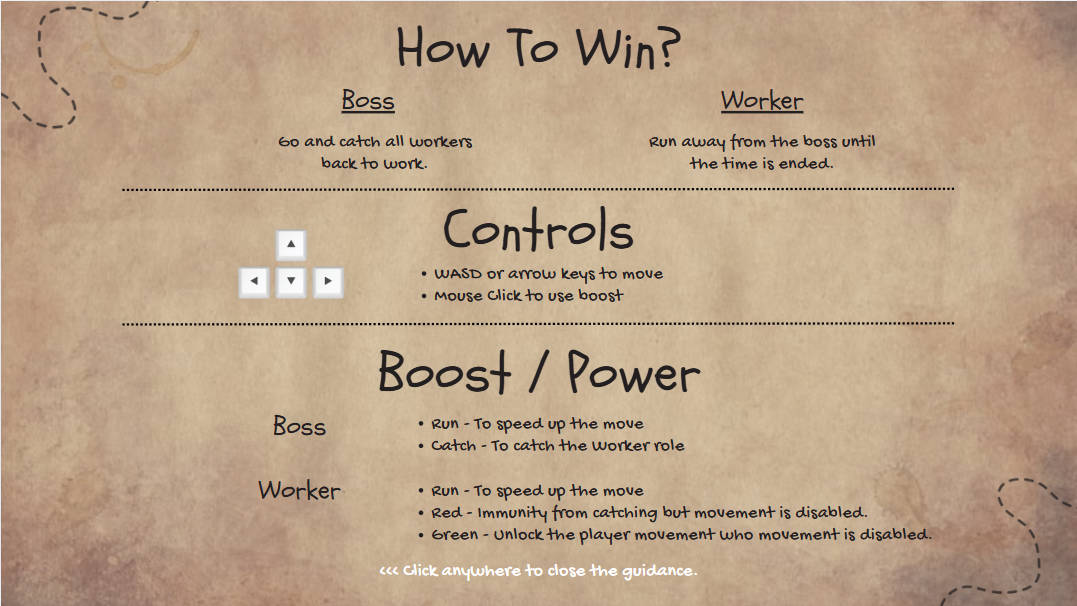 How To Win?
Boss
Go and catch all workers
back to work.
Worker
Run away from the boss until
the time is ended.
Controls
• WASD or arrow keys to move
• Mouse Click to use boost
Boost / Power
Boss
• Run - To speed up the move
• Catch - To catch the Worker role
Worker
• Run - To speed up the move
• Red - Immunity from catching but movement is disabled.
• Green - Unlock the player movement who movement is disabled.
<<< Click anywhere to close the guidance.